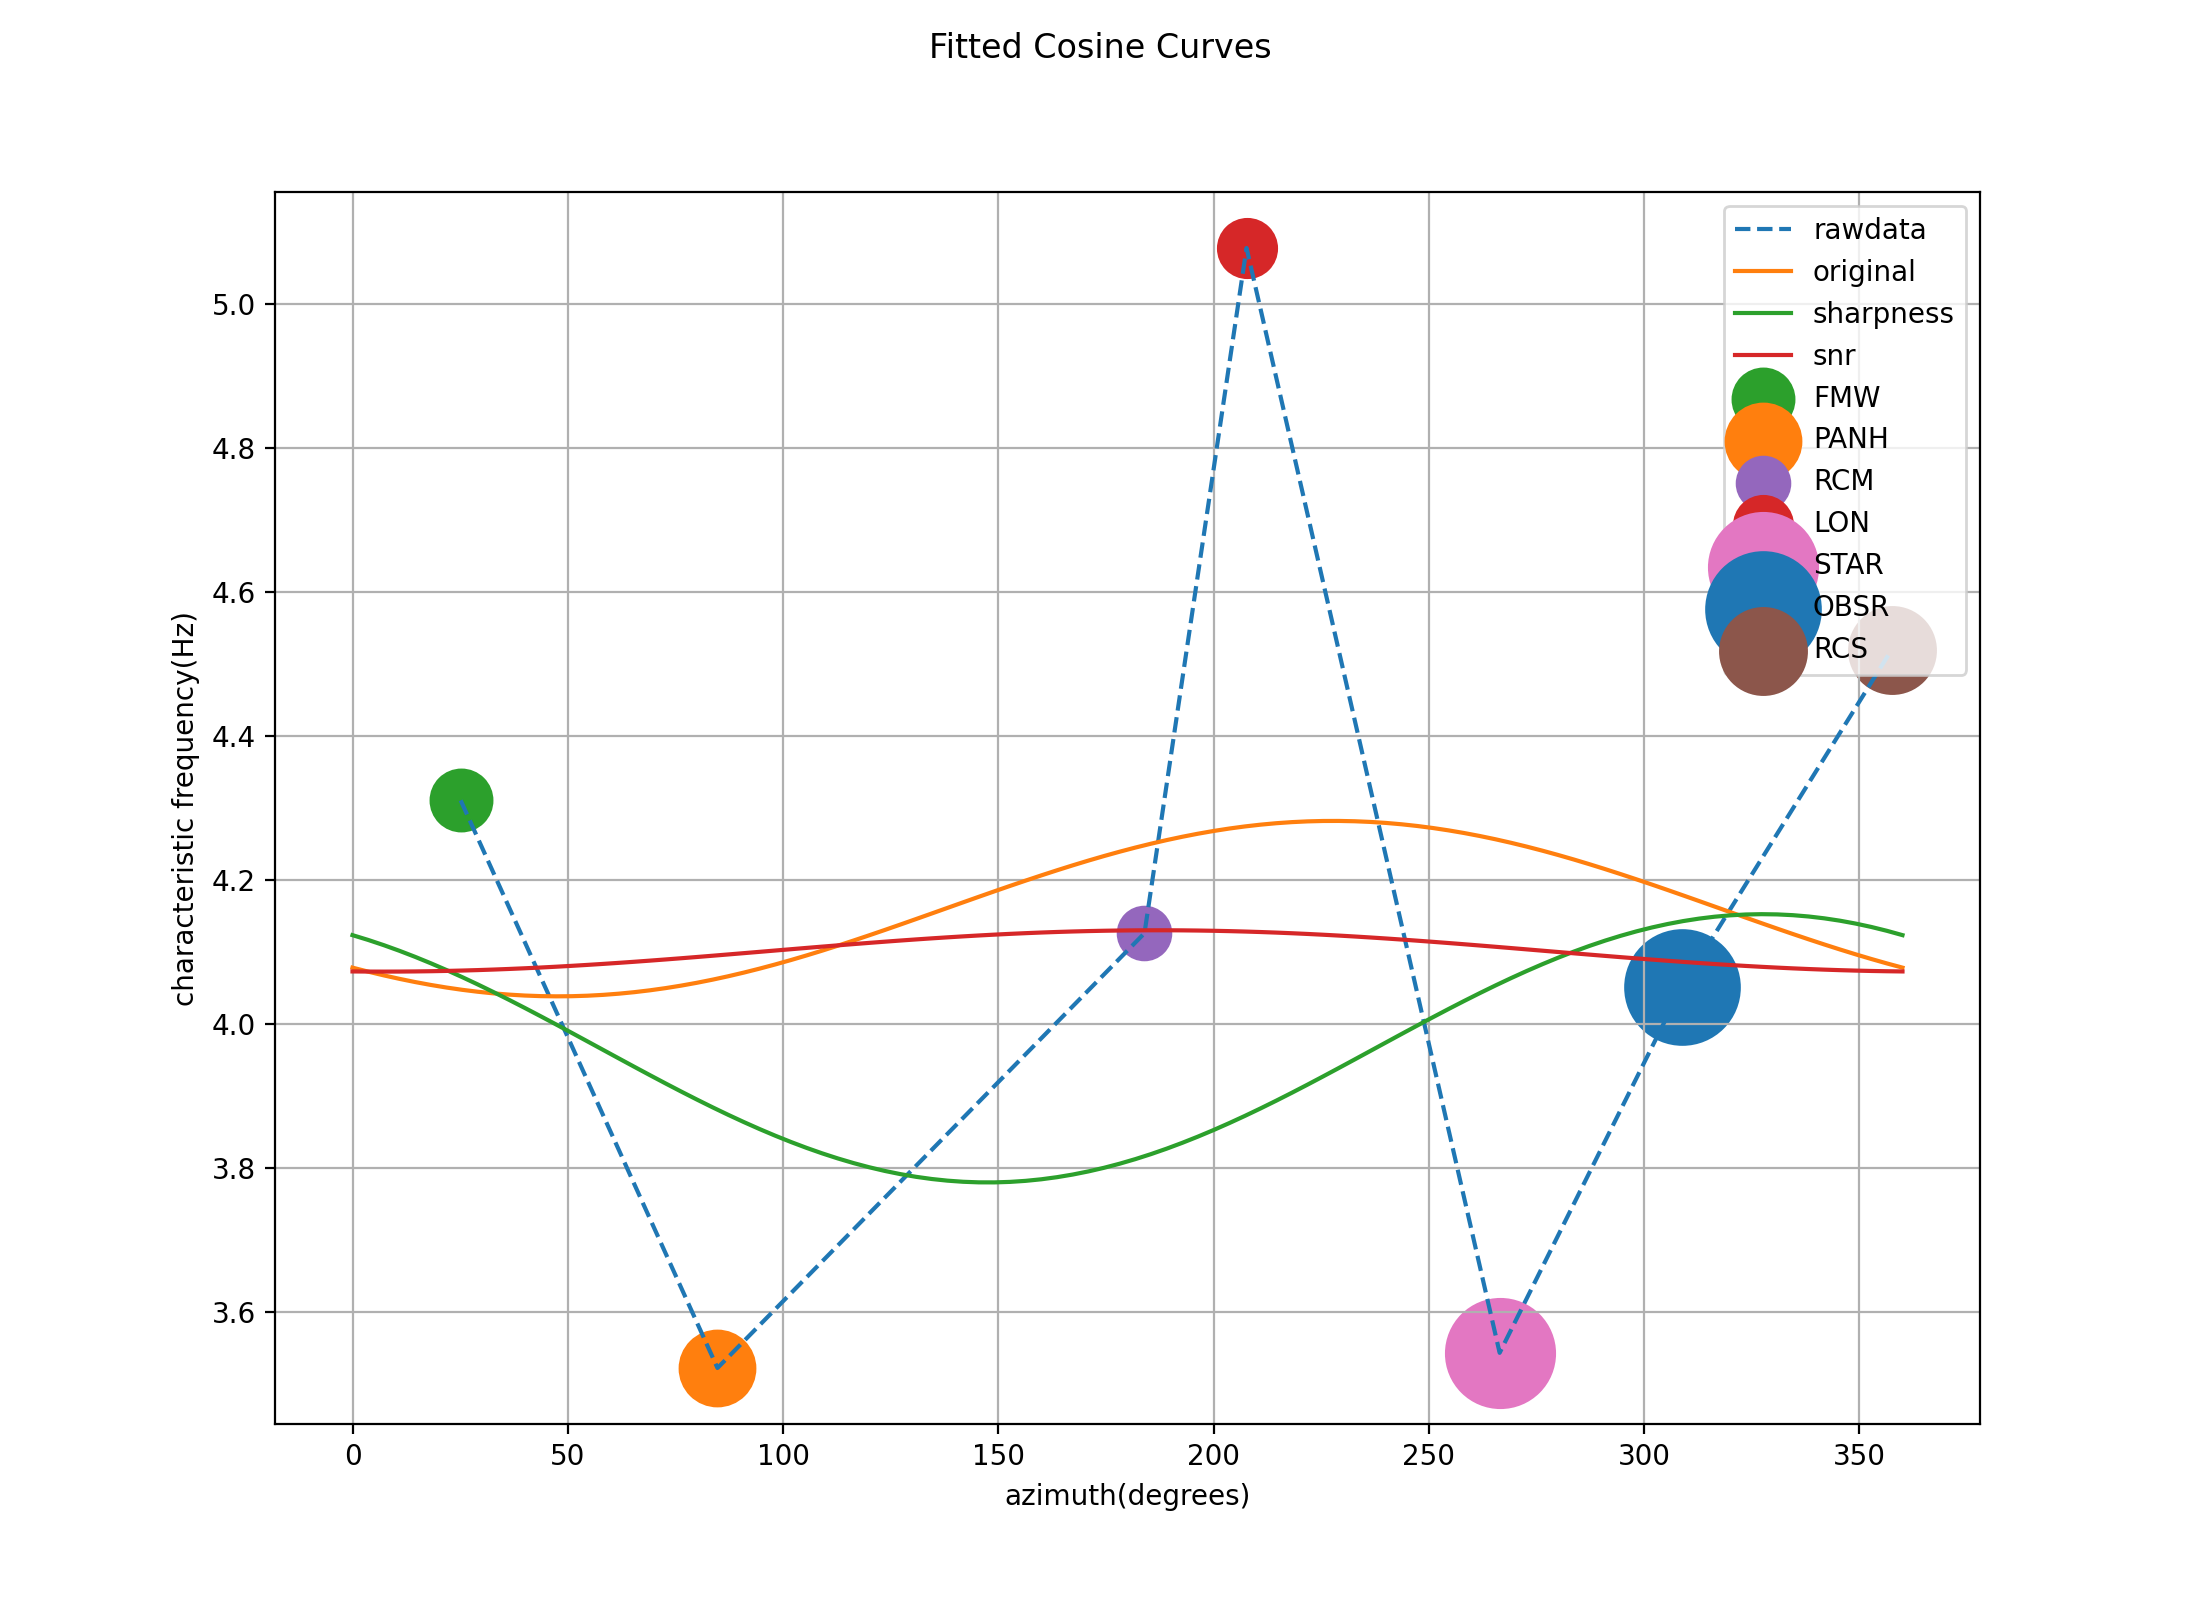 Fitted Cosine Curves
characteristic frequency(Hz)
5.0
4.8
4.6
4.4
4.2
4.0
3.8
3.6
rawdata
original
sharpness
snr
FMW
PANH
RCM
LON
STAR
OBSR
RCS
0 50 100 150 200 250 300 350
azimuth(degrees)